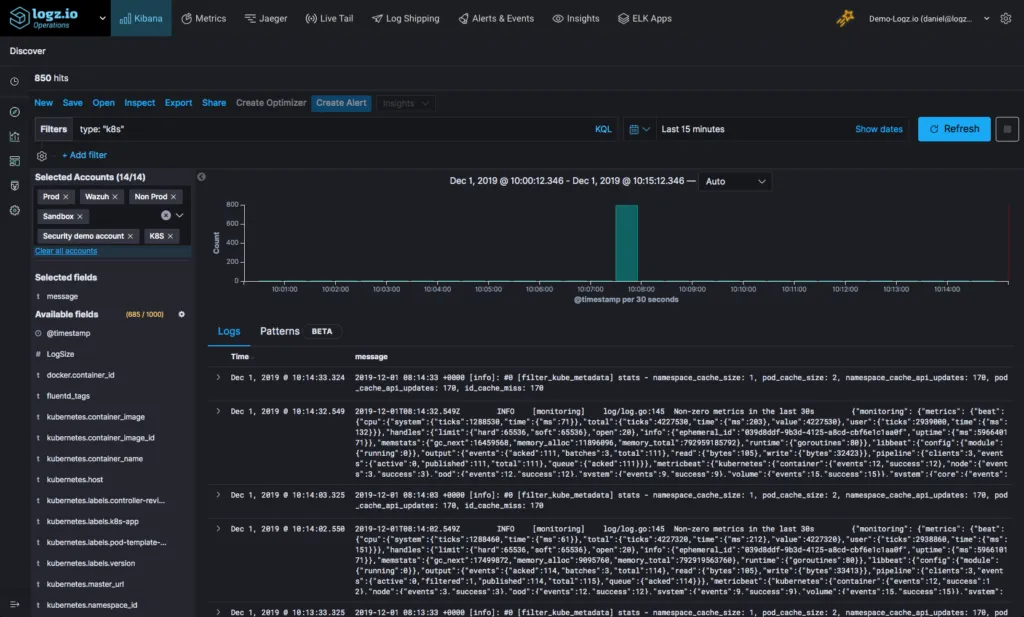 logz.io
Operations
Kibana
Metrics
Jaeger
Live Tail
Log Shipping
Alerts & Events
Insights
ELK Apps
Demo-Logz.io (daniel@logz...
Discover
850 hits
New Save Open Inspect Export Share Create Optimizer Create Alert Insights
Filters type: "k8s" KQL Last 15 minutes Show dates Refresh
+ Add filter
Selected Accounts (14/14)
Prod × Wazuh × Non Prod ×
Sandbox ×
Security demo account × K8S ×
Clear all accounts
Selected fields
t message
Available fields (685 / 1000)
@timestamp
# LogSize
t docker.container_id
t fluentd_tags
t kubernetes.container_image
t kubernetes.container_image_id
t kubernetes.container_name
t kubernetes.host
t kubernetes.labels.controller-revi...
t kubernetes.labels.k8s-app
t kubernetes.labels.pod-template-...
t kubernetes.labels.version
t kubernetes.master_url
t kubernetes.namespace_id
Dec 1, 2019 @ 10:00:12.346 - Dec 1, 2019 @ 10:15:12.346 — Auto
Count
800
600
400
200
0
10:01:00 10:02:00 10:03:00 10:04:00 10:05:00 10:06:00 10:07:00 10:08:00 10:09:00 10:10:00 10:11:00 10:12:00 10:13:00 10:14:00
@timestamp per 30 seconds
Logs Patterns BETA
Time message
Dec 1, 2019 @ 10:14:33.324 2019-12-01 08:14:33 +0000 [info]: #0 [filter_kube_metadata] stats - namespace_cache_size: 1, pod_cache_size: 2, namespace_cache_api_updates: 170, pod
_cache_api_updates: 170, id_cache_miss: 170
Dec 1, 2019 @ 10:14:32.549 2019-12-01T08:14:32.549Z INFO [monitoring] log/log.go:145 Non-zero metrics in the last 30s {"monitoring": {"metrics": {"beat":
{"cpu":{"system":{"ticks":1288530,"time":{"ms":71}},"total":{"ticks":4227530,"time":{"ms":203},"value":4227530},"user":{"ticks":2939000,"time":{"ms":
132}}},"handles":{"limit":{"hard":65536,"soft":65536},"open":20},"info":{"ephemeral_id":"039d8ddf-9b3d-4125-a8cd-cbf6e1c1aa0f","uptime":{"ms":5966401
71}},"memstats":{"gc_next":16459568,"memory_alloc":11896096,"memory_total":792959185792},"runtime":{"goroutines":80}},"libbeat":{"config":{"module":
{"running":0}},"output":{"events":{"acked":111,"batches":3,"total":111},"read":{"bytes":105},"write":{"bytes":32423}},"pipeline":{"clients":3,"events
":{"active":0,"published":111,"total":111},"queue":{"acked":111}}},"metricbeat":{"kubernetes":{"container":{"events":12,"success":12},"node":{"events
":3,"success":3},"pod":{"events":12,"success":12},"system":{"events":9,"success":9},"volume":{"events":15,"success":15}},"system":{"core":{"events":
Dec 1, 2019 @ 10:14:03.325 2019-12-01 08:14:03 +0000 [info]: #0 [filter_kube_metadata] stats - namespace_cache_size: 1, pod_cache_size: 2, namespace_cache_api_updates: 170, pod
_cache_api_updates: 170, id_cache_miss: 170
Dec 1, 2019 @ 10:14:02.550 2019-12-01T08:14:02.549Z INFO [monitoring] log/log.go:145 Non-zero metrics in the last 30s {"monitoring": {"metrics": {"beat":
{"cpu":{"system":{"ticks":1288460,"time":{"ms":61}},"total":{"ticks":4227320,"time":{"ms":212},"value":4227320},"user":{"ticks":2938860,"time":{"ms":
151}}},"handles":{"limit":{"hard":65536,"soft":65536},"open":20},"info":{"ephemeral_id":"039d8ddf-9b3d-4125-a8cd-cbf6e1c1aa0f","uptime":{"ms":5966101
71}},"memstats":{"gc_next":17499872,"memory_alloc":9095760,"memory_total":792919563760},"runtime":{"goroutines":80}},"libbeat":{"config":{"module":
{"running":0}},"output":{"events":{"acked":114,"batches":3,"total":114},"read":{"bytes":105},"write":{"bytes":33413}},"pipeline":{"clients":3,"events
":{"active":0,"filtered":1,"published":114,"total":115},"queue":{"acked":114}}},"metricbeat":{"kubernetes":{"container":{"events":12,"success":1
2},"node":{"events":3,"success":3},"pod":{"events":12,"success":12},"system":{"events":9,"success":9},"volume":{"events":15,"success":15}},"system":
Dec 1, 2019 @ 10:13:33.325 2019-12-01 08:13:33 +0000 [info]: #0 [filter_kube_metadata] stats - namespace_cache_size: 1, pod_cache_size: 2, namespace_cache_api_updates: 170, pod